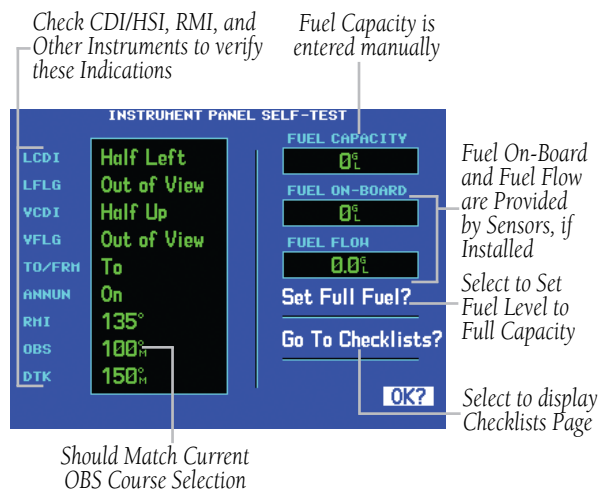 Check CDI/HSI, RMI, and
Other Instruments to verify
these Indications
Fuel Capacity is
entered manually
INSTRUMENT PANEL SELF-TEST
LCDI Half Left
LFLG Out of View
VCDI Half Up
VFLG Out of View
TO/FRM To
ANNUN On
RMI 135°
OBS 100°M
DTK 150°M
FUEL CAPACITY
0GL
FUEL ON-BOARD
0GL
FUEL FLOW
0.0GL
Set Full Fuel?
Go To Checklists?
OK?
Fuel On-Board
and Fuel Flow
are Provided
by Sensors, if
Installed
Select to Set
Fuel Level to
Full Capacity
Select to display
Checklists Page
Should Match Current
OBS Course Selection